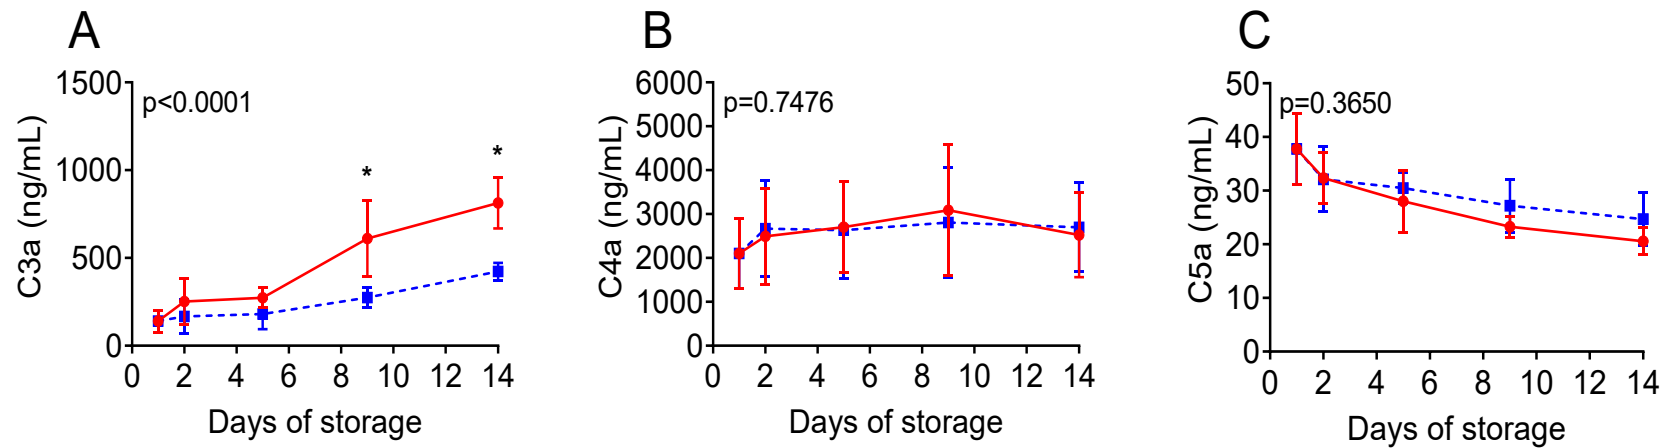 A
1500
1000
500
0
p<0.0001
*
*
C3a (ng/mL)
0 2 4 6 8 10 12 14
Days of storage
B
6000
5000
4000
3000
2000
1000
0
p=0.7476
C4a (ng/mL)
0 2 4 6 8 10 12 14
Days of storage
C
50
40
30
20
10
0
p=0.3650
C5a (ng/mL)
0 2 4 6 8 10 12 14
Days of storage